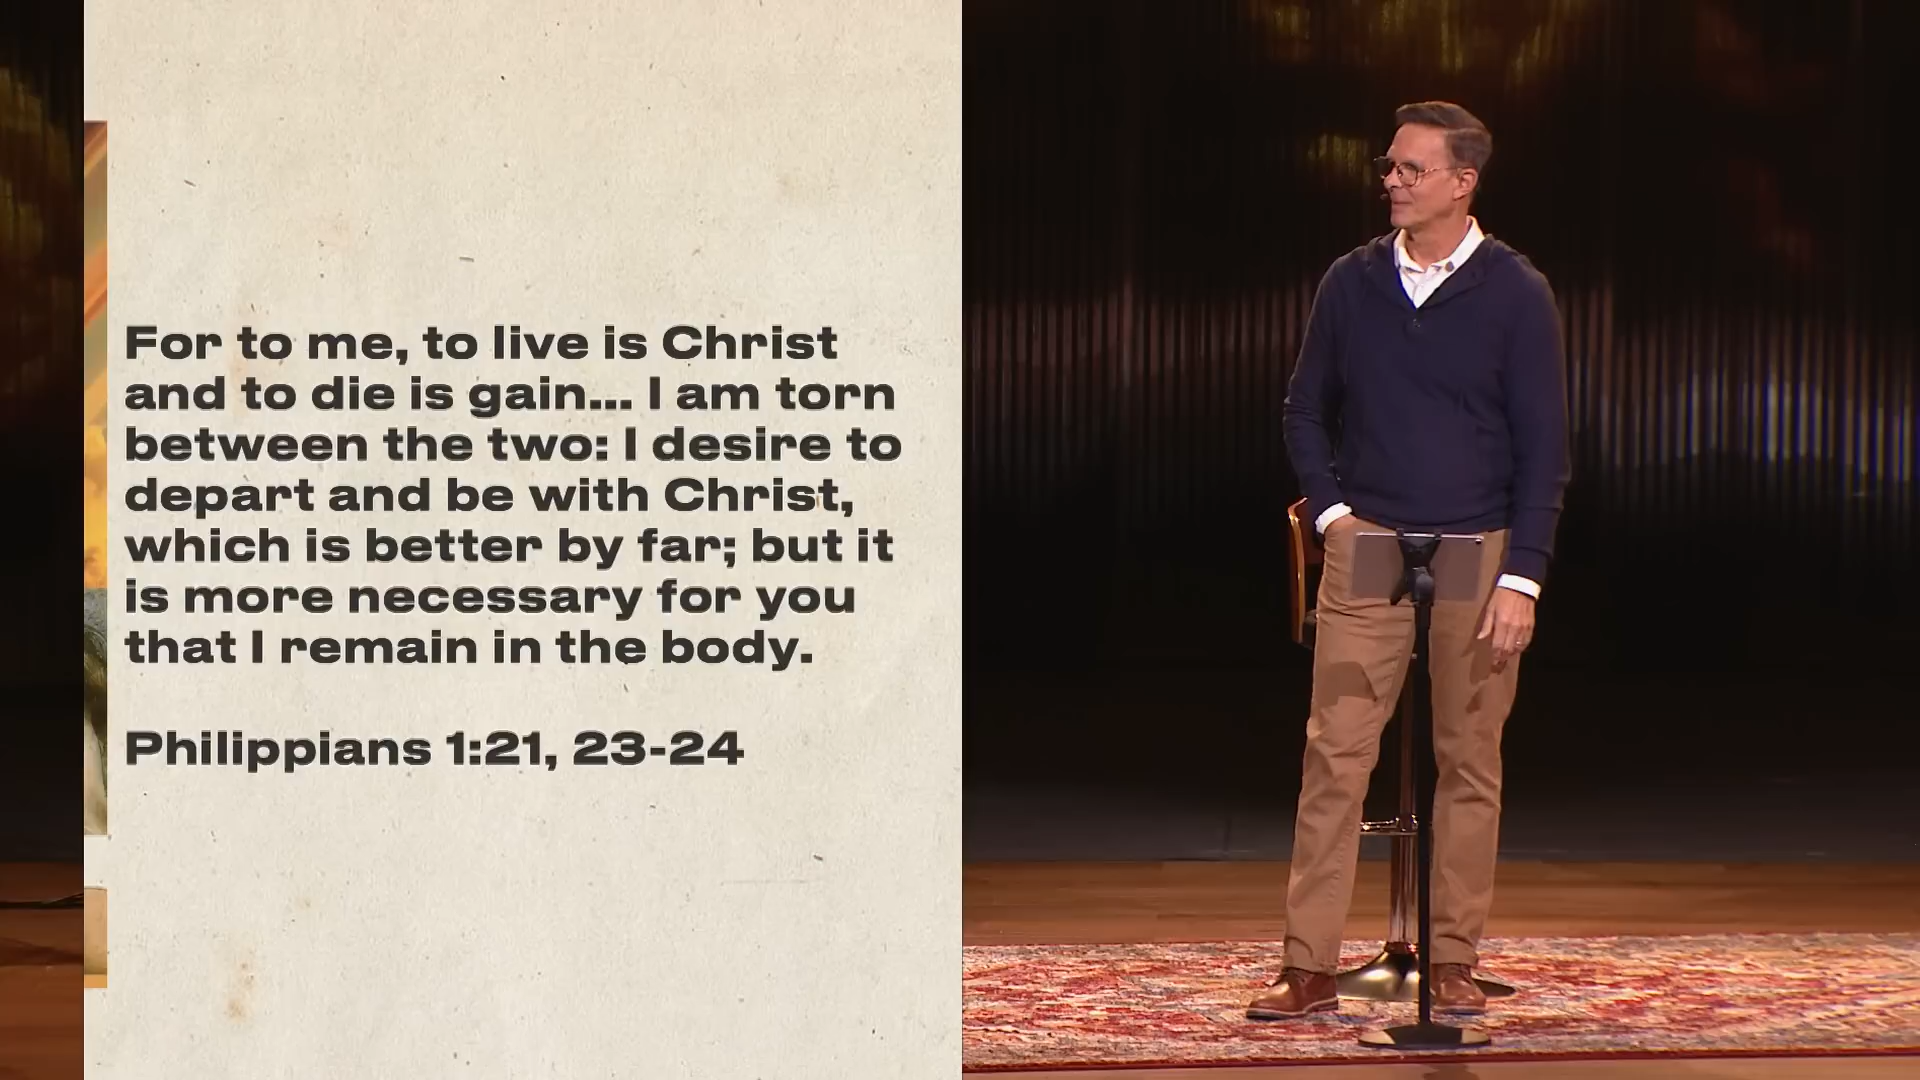 For to me, to live is Christ
and to die is gain... I am torn
between the two: I desire to
depart and be with Christ,
which is better by far; but it
is more necessary for you
that I remain in the body.
Philippians 1:21, 23-24